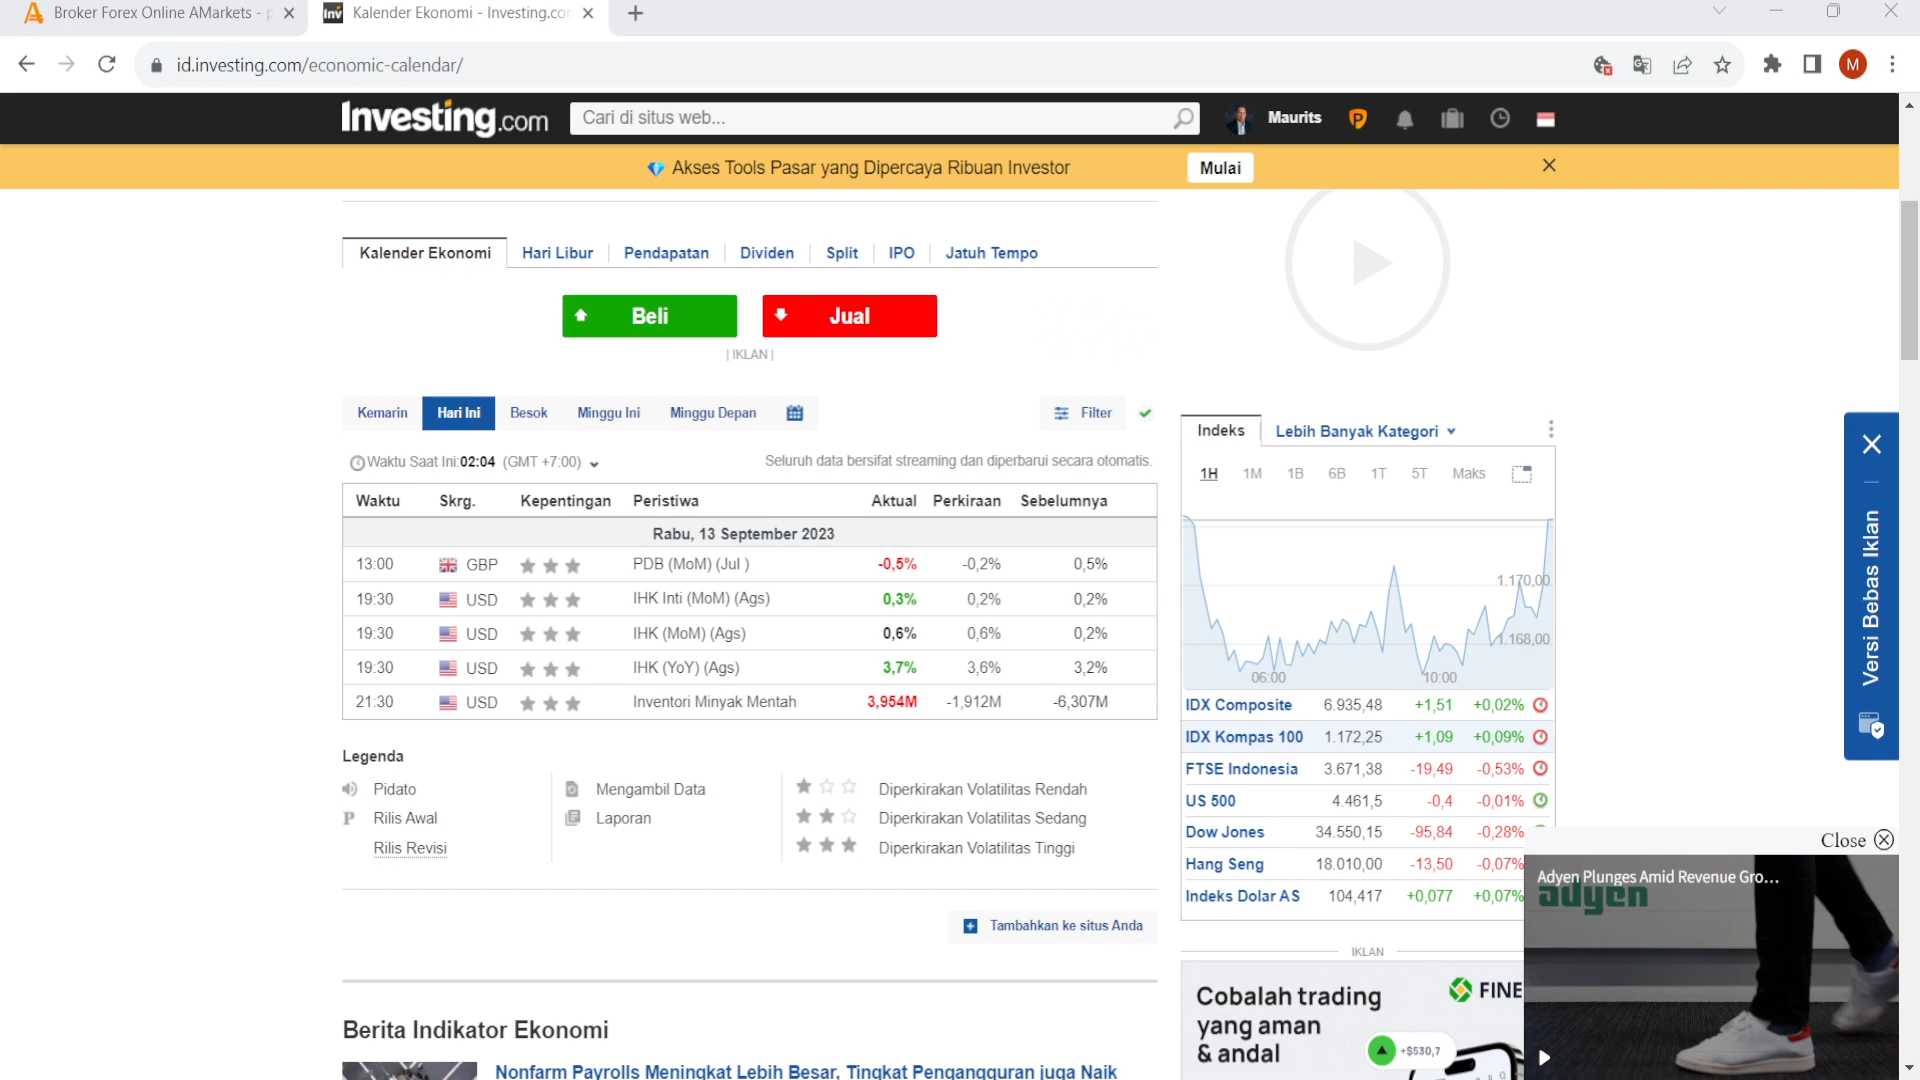 Broker Forex Online AMarkets -
Kalender Ekonomi - Investing.co
id.investing.com/economic-calendar/
M
Investing.com
Cari di situs web...
Maurits
P
Akses Tools Pasar yang Dipercaya Ribuan Investor
Mulai
Kalender Ekonomi
Hari Libur
Pendapatan
Dividen
Split
IPO
Jatuh Tempo
Beli
Jual
| IKLAN |
Kemarin
Hari Ini
Besok
Minggu Ini
Minggu Depan
Filter
Waktu Saat Ini:02:04 (GMT +7:00)
Seluruh data bersifat streaming dan diperbarui secara otomatis.
Waktu Skrg. Kepentingan Peristiwa Aktual Perkiraan Sebelumnya
Rabu, 13 September 2023
13:00 GBP PDB (MoM) (Jul ) -0,5% -0,2% 0,5%
19:30 USD IHK Inti (MoM) (Ags) 0,3% 0,2% 0,2%
19:30 USD IHK (MoM) (Ags) 0,6% 0,6% 0,2%
19:30 USD IHK (YoY) (Ags) 3,7% 3,6% 3,2%
21:30 USD Inventori Minyak Mentah 3,954M -1,912M -6,307M
Legenda
Pidato
P Rilis Awal
Rilis Revisi
Mengambil Data
Laporan
Diperkirakan Volatilitas Rendah
Diperkirakan Volatilitas Sedang
Diperkirakan Volatilitas Tinggi
Tambahkan ke situs Anda
Berita Indikator Ekonomi
Nonfarm Payrolls Meningkat Lebih Besar, Tingkat Pengangguran juga Naik
Indeks
Lebih Banyak Kategori
1H 1M 1B 6B 1T 5T Maks
1.170,00
1.168,00
06:00 10:00
IDX Composite 6.935,48 +1,51 +0,02%
IDX Kompas 100 1.172,25 +1,09 +0,09%
FTSE Indonesia 3.671,38 -19,49 -0,53%
US 500 4.461,5 -0,4 -0,01%
Dow Jones 34.550,15 -95,84 -0,28%
Hang Seng 18.010,00 -13,50 -0,07%
Indeks Dolar AS 104,417 +0,077 +0,07%
IKLAN
Cobalah trading
yang aman
& andal
FINE
+$530,7
Versi Bebas Iklan
Close
Adyen Plunges Amid Revenue Gro...
adyen